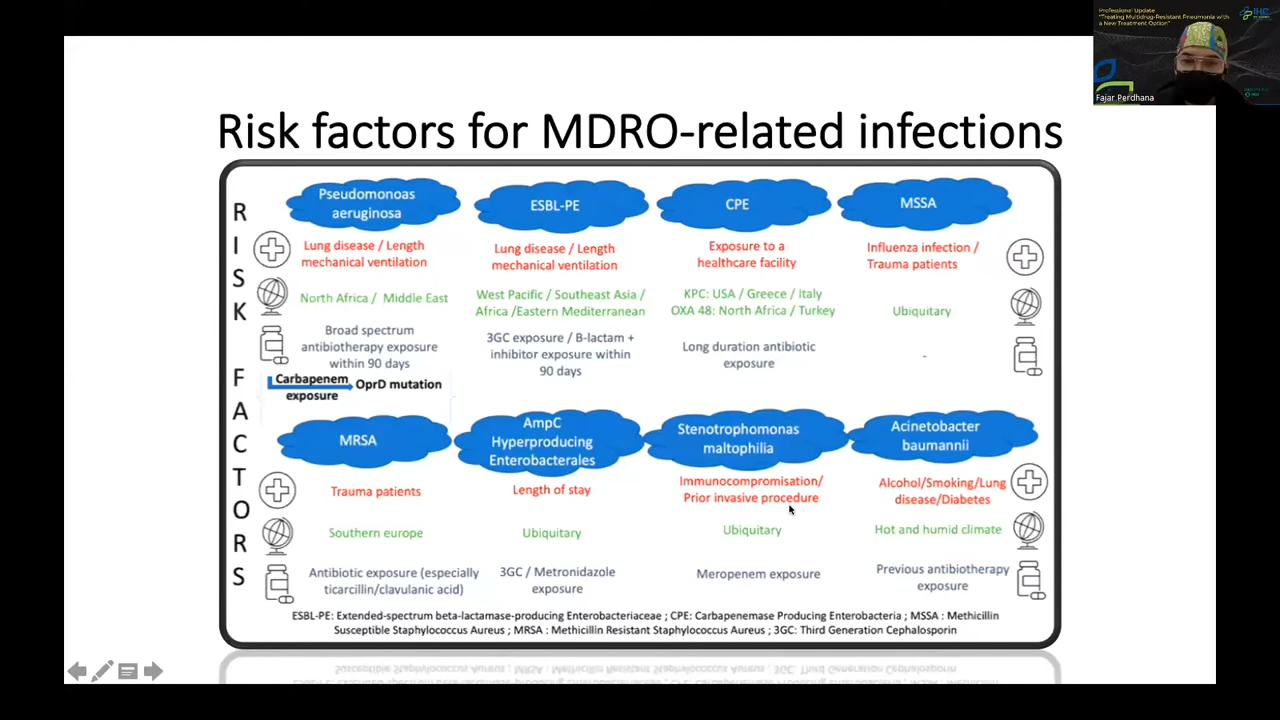 Professional Update
"Treating Multidrug-Resistant Pneumonia with
a New Treatment Option"
IHC
Fajar Perdhana
Risk factors for MDRO-related infections
RISK FACTORS
Pseudomonoas
aeruginosa
Lung disease / Length
mechanical ventilation
North Africa / Middle East
Broad spectrum
antibiotherapy exposure
within 90 days
Carbapenem
exposure
OprD mutation
ESBL-PE
Lung disease / Length
mechanical ventilation
West Pacific / Southeast Asia /
Africa /Eastern Mediterranean
3GC exposure / B-lactam +
inhibitor exposure within
90 days
CPE
Exposure to a
healthcare facility
KPC: USA / Greece / Italy
OXA 48: North Africa / Turkey
Long duration antibiotic
exposure
MSSA
Influenza infection /
Trauma patients
Ubiquitary
-
MRSA
Trauma patients
Southern europe
Antibiotic exposure (especially
ticarcillin/clavulanic acid)
AmpC
Hyperproducing
Enterobacterales
Length of stay
Ubiquitary
3GC / Metronidazole
exposure
Stenotrophomonas
maltophilia
Immunocompromisation/
Prior invasive procedure
Ubiquitary
Meropenem exposure
Acinetobacter
baumannii
Alcohol/Smoking/Lung
disease/Diabetes
Hot and humid climate
Previous antibiotherapy
exposure
ESBL-PE: Extended-spectrum beta-lactamase-producing Enterobacteriaceae ; CPE: Carbapenemase Producing Enterobacteria ; MSSA : Methicillin
Susceptible Staphylococcus Aureus ; MRSA : Methicillin Resistant Staphylococcus Aureus ; 3GC: Third Generation Cephalosporin